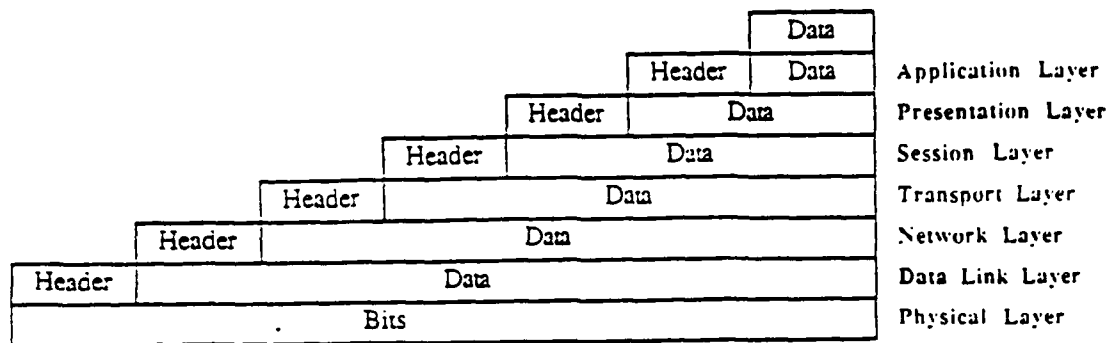 Data
Header Data Application Layer
Header Data Presentation Layer
Header Data Session Layer
Header Data Transport Layer
Header Data Network Layer
Header Data Data Link Layer
Bits Physical Layer